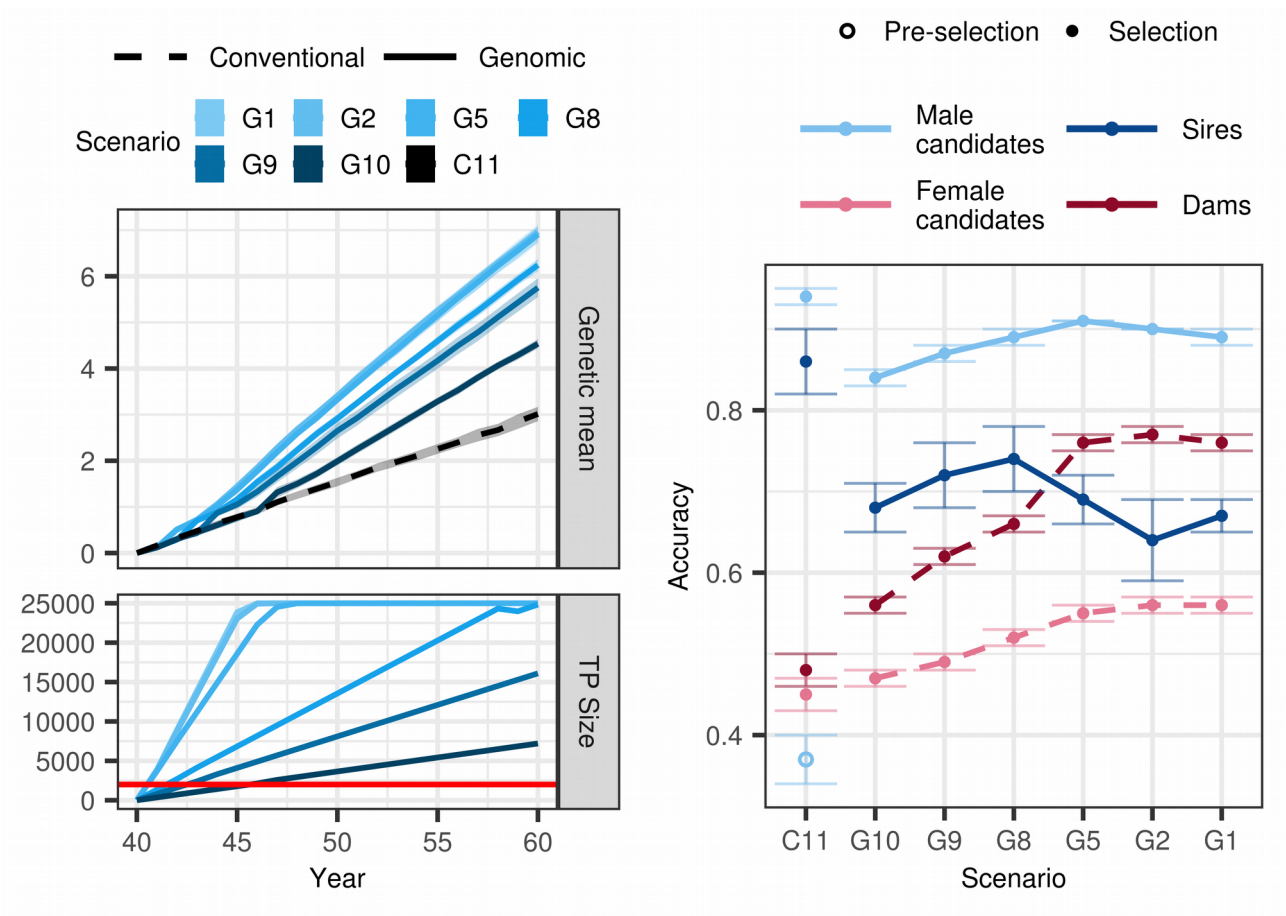 Conventional Genomic
Scenario G1 G2 G5 G8
G9 G10 C11
6
4
2
0
Genetic mean
25000
20000
15000
10000
5000
0
TP Size
40 45 50 55 60
Year
Pre-selection Selection
Male candidates
Sires
Female candidates
Dams
0.8
0.6
0.4
Accuracy
C11 G10 G9 G8 G5 G2 G1
Scenario